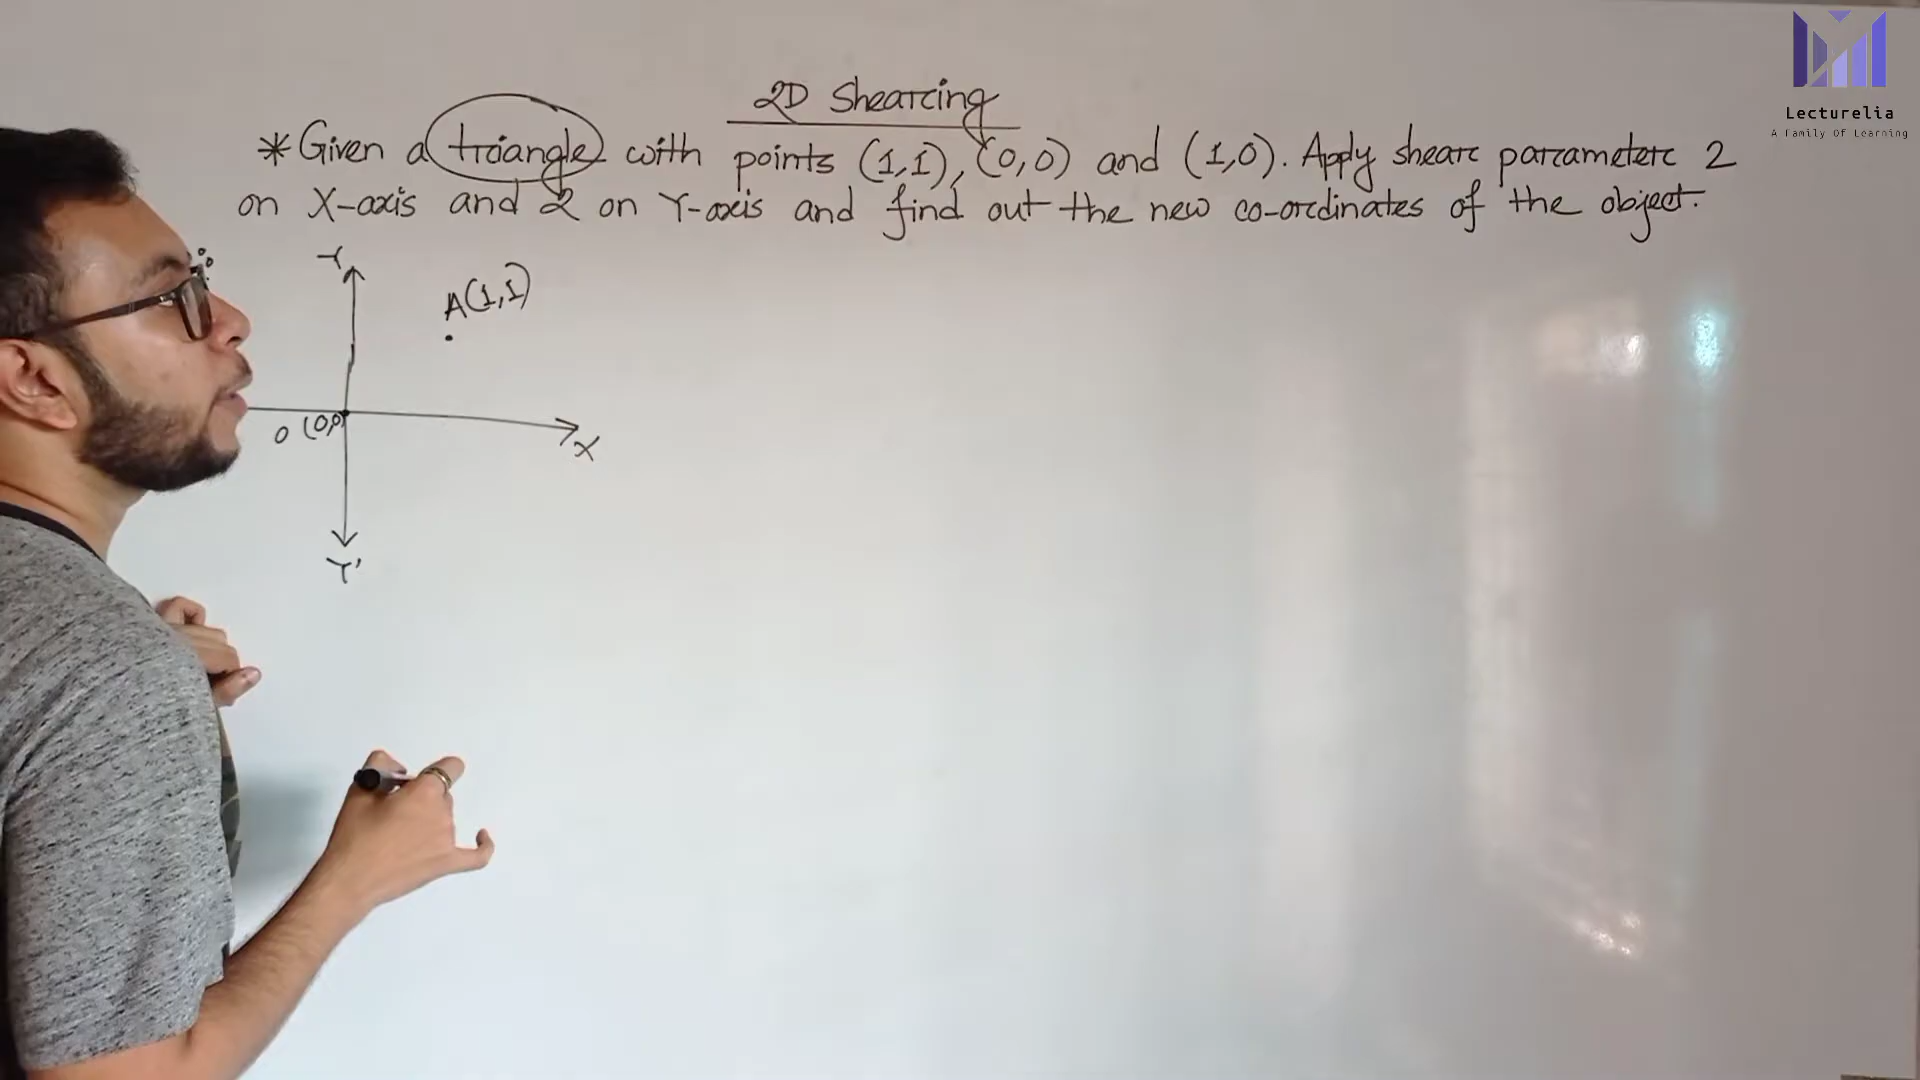 2D Shearing
*Given a triangle with points (1,1), (0,0) and (1,0). Apply shear parameter 2
on X-axis and 2 on Y-axis and find out the new co-ordinates of the object.
Y
A(1,1)
O (0,0)
X
Y'
Lecturelia
A Family Of Learning